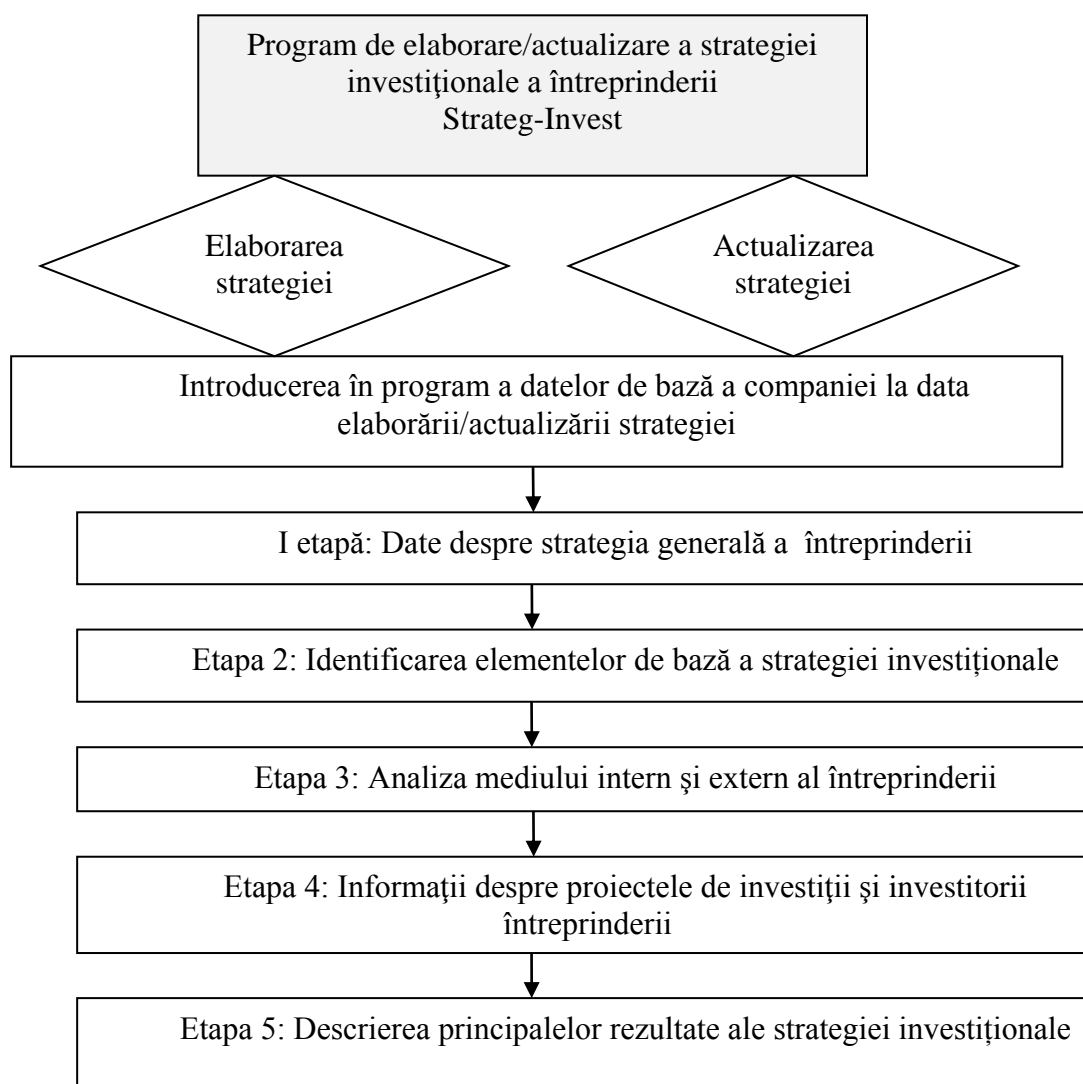 Program de elaborare/actualizare a strategiei
investiţionale a întreprinderii
Strateg-Invest
Elaborarea
strategiei
Actualizarea
strategiei
Introducerea în program a datelor de bază a companiei la data
elaborării/actualizării strategiei
I etapă: Date despre strategia generală a întreprinderii
Etapa 2: Identificarea elementelor de bază a strategiei investiționale
Etapa 3: Analiza mediului intern şi extern al întreprinderii
Etapa 4: Informaţii despre proiectele de investiţii şi investitorii
întreprinderii
Etapa 5: Descrierea principalelor rezultate ale strategiei investiționale